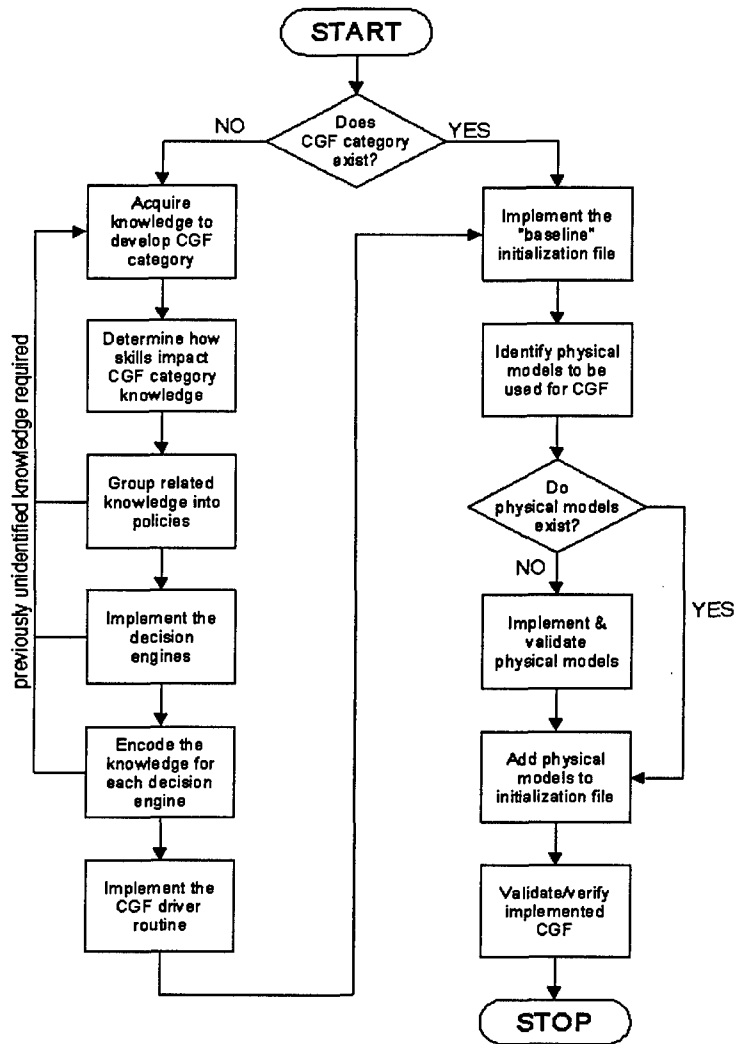 START
Does
CGF category
exist?
NO
YES
Acquire
knowledge to
develop CGF
category
Determine how
skills impact
CGF category
knowledge
Group related
knowledge into
policies
Implement the
decision
engines
Encode the
knowledge for
each decision
engine
Implement the
CGF driver
routine
previously unidentified knowledge required
Implement the
"baseline"
initialization file
Identify physical
models to be
used for CGF
Do
physical models
exist?
NO
YES
Implement &
validate
physical models
Add physical
models to
initialization file
Validate/verify
implemented
CGF
STOP